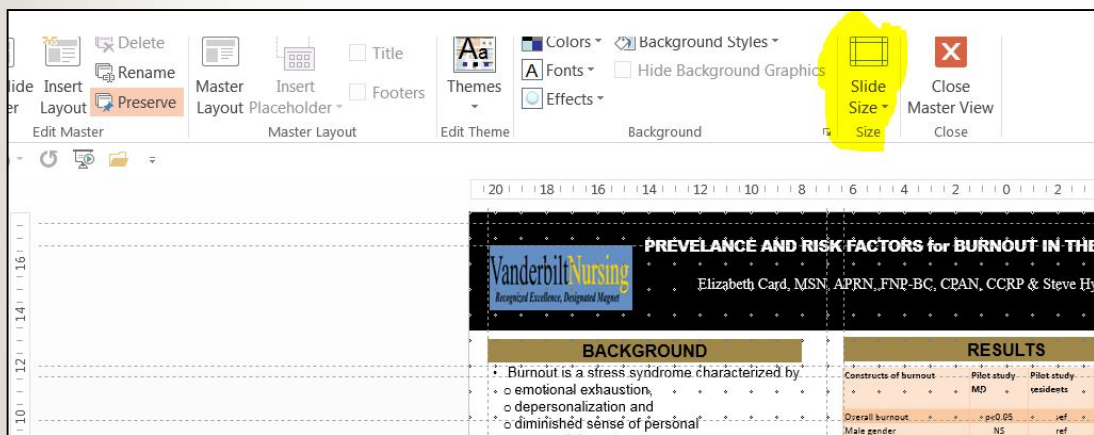 Delete
Title
Colors
Background Styles
Rename
Fonts
Hide Background Graphics
lide Insert
Master Insert
Footers
Themes
Slide
Close
er Layout
Preserve
Layout Placeholder
Effects
Size
Master View
Edit Master
Master Layout
Edit Theme
Background
Size
Close
20 18 16 14 12 10 8 6 4 2 0 2
16
14
12
10
PREVELANCE AND RISK FACTORS for BURNOUT IN THE
VanderbiltNursing
Recognized Excellence, Designated Magnet
Elizabeth Card, MSN, APRN, FNP-BC, CPAN, CCRP & Steve Hy
BACKGROUND
• Burnout is a stress syndrome characterized by
o emotional exhaustion,
o depersonalization and
o diminished sense of personal
RESULTS
Constructs of burnout Pilot study Pilot study
MD residents
Overall burnout p<0.05 ref
Male gender NS ref